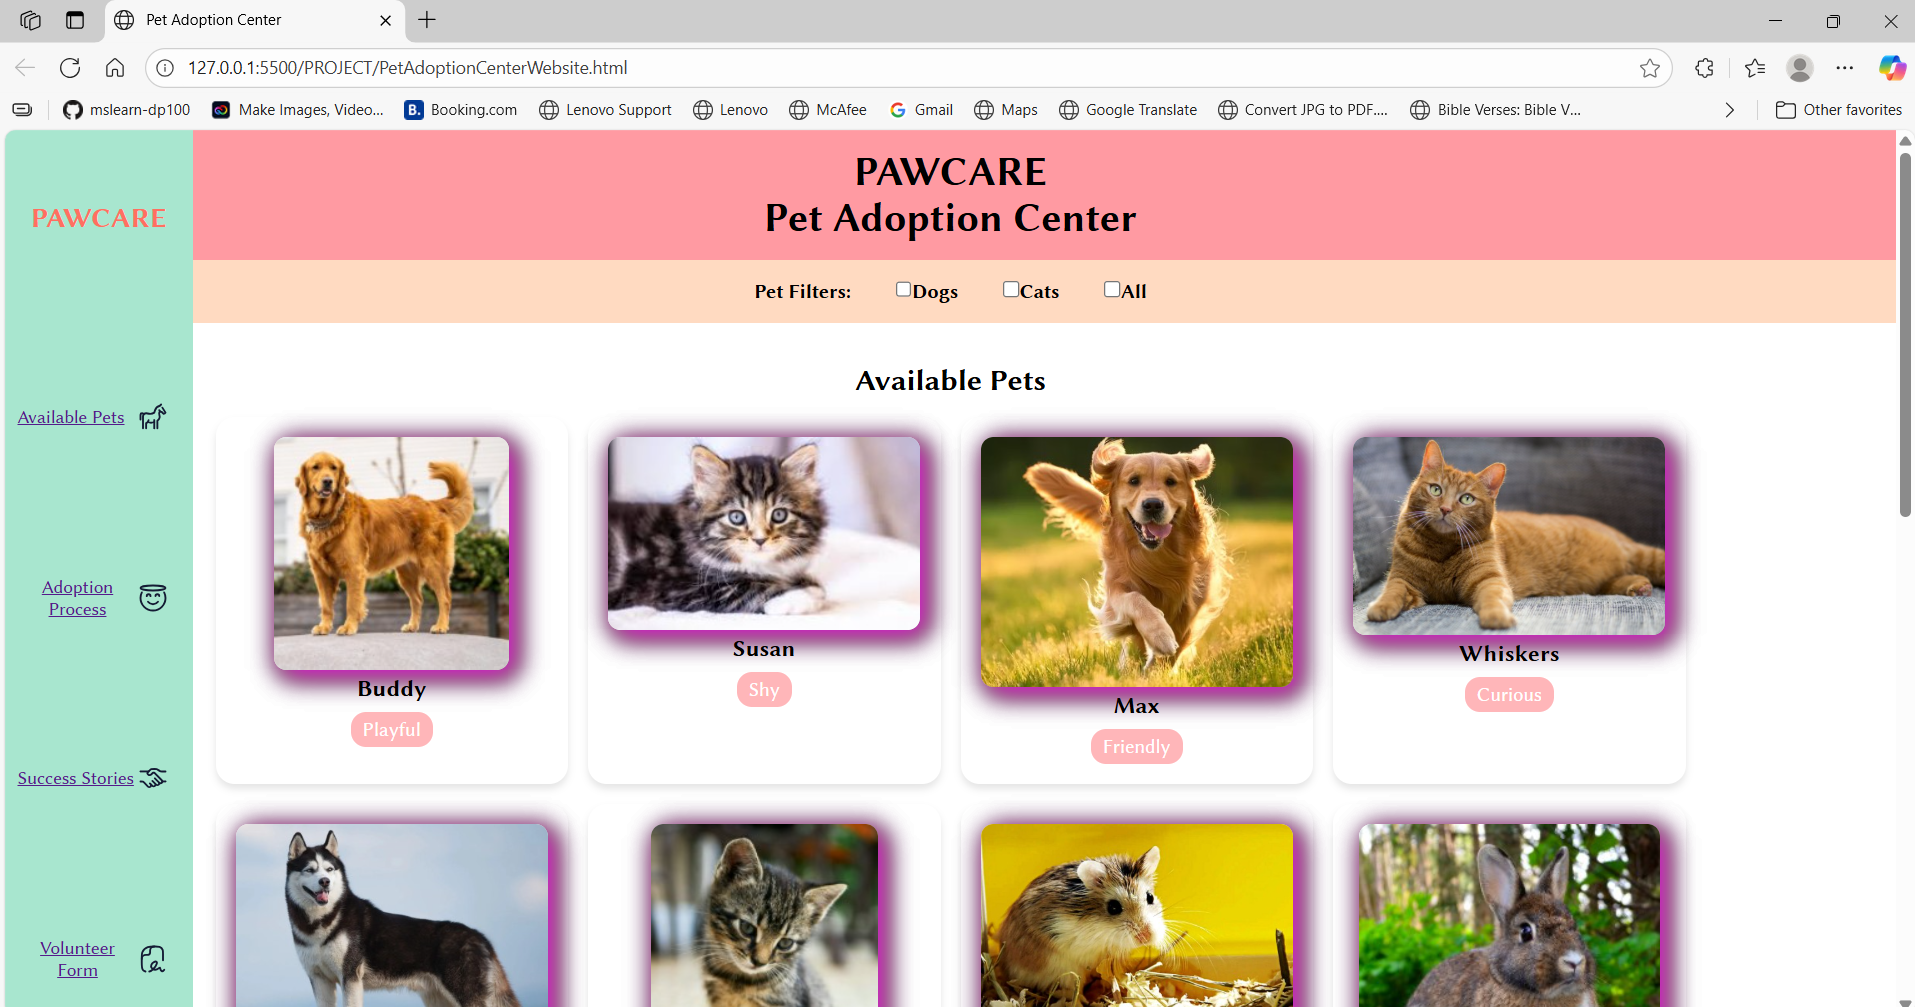 Pet Adoption Center
127.0.0.1:5500/PROJECT/PetAdoptionCenterWebsite.html
mslearn-dp100
Make Images, Video...
B.
Booking.com
Lenovo Support
Lenovo
McAfee
G
Gmail
Maps
Google Translate
Convert JPG to PDF....
Bible Verses: Bible V...
Other favorites
PAWCARE
Available Pets
Adoption
Process
Success Stories
Volunteer
Form
PAWCARE
Pet Adoption Center
Pet Filters: Dogs Cats All
Available Pets
Buddy
Playful
Susan
Shy
Max
Friendly
Whiskers
Curious